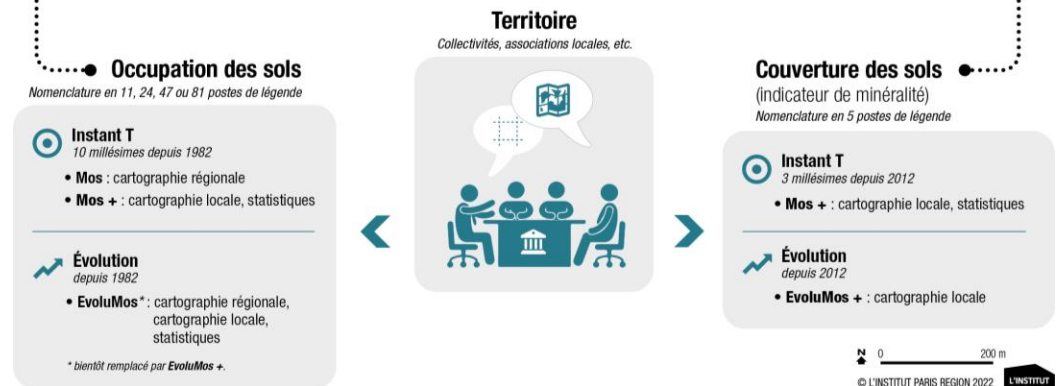 Territoire
Collectivités, associations locales, etc.
Occupation des sols
Nomenclature en 11, 24, 47 ou 81 postes de légende
Instant T
10 millésimes depuis 1982
• Mos : cartographie régionale
• Mos + : cartographie locale, statistiques
Évolution
depuis 1982
• EvoluMos* : cartographie régionale,
cartographie locale,
statistiques
* bientôt remplacé par EvoluMos +.
Couverture des sols
(indicateur de minéralité)
Nomenclature en 5 postes de légende
Instant T
3 millésimes depuis 2012
• Mos + : cartographie locale, statistiques
Évolution
depuis 2012
• EvoluMos + : cartographie locale
N 0 200 m
© L'INSTITUT PARIS REGION 2022
L'INSTITUT